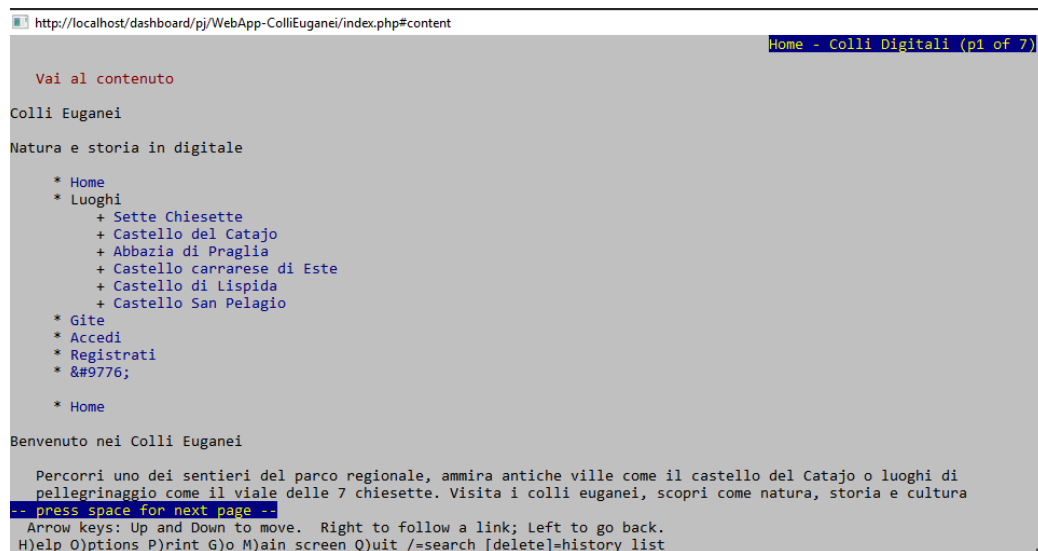 http://localhost/dashboard/pj/WebApp-ColliEuganei/index.php#content
Home - Colli Digitali (p1 of 7)
Vai al contenuto
Colli Euganei
Natura e storia in digitale
* Home
* Luoghi
+ Sette Chiesette
+ Castello del Catajo
+ Abbazia di Praglia
+ Castello carrarese di Este
+ Castello di Lispida
+ Castello San Pelagio
* Gite
* Accedi
* Registrati
* &#9776;
* Home
Benvenuto nei Colli Euganei
Percorri uno dei sentieri del parco regionale, ammira antiche ville come il castello del Catajo o luoghi di
pellegrinaggio come il viale delle 7 chiesette. Visita i colli euganei, scopri come natura, storia e cultura
-- press space for next page --
Arrow keys: Up and Down to move.  Right to follow a link; Left to go back.
H)elp O)ptions P)rint G)o M)ain screen Q)uit /=search [delete]=history list